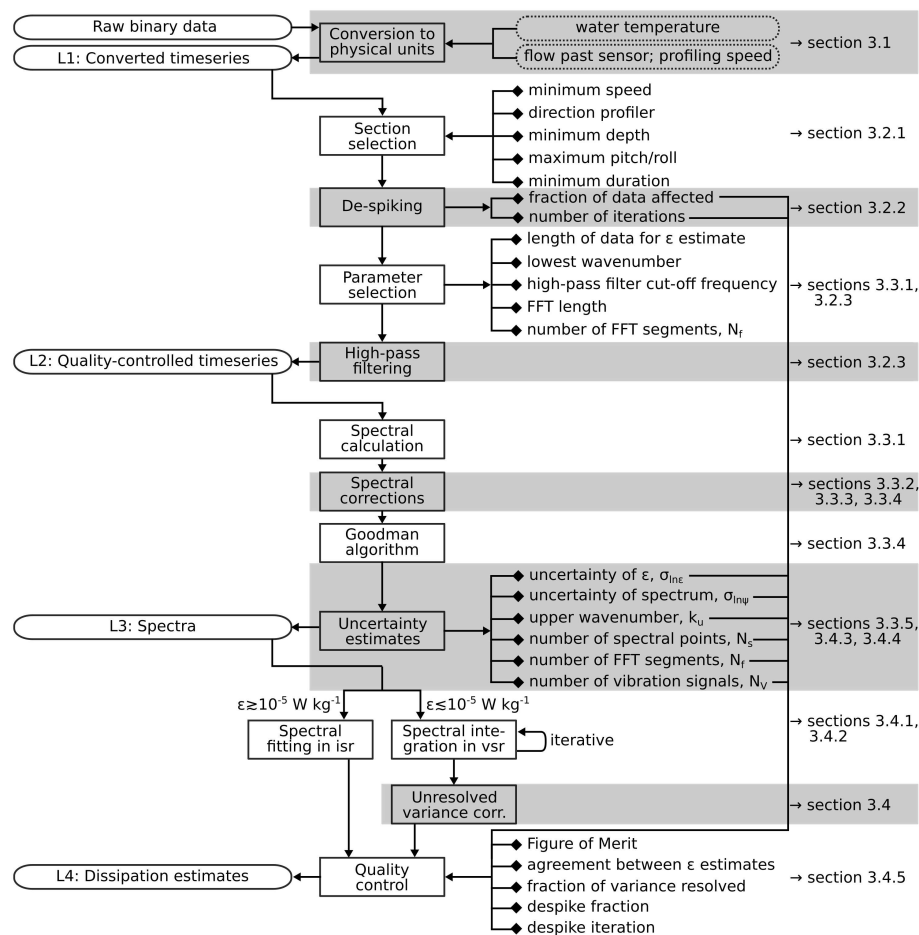 Raw binary data
L1: Converted timeseries
Conversion to
physical units
water temperature
flow past sensor; profiling speed
→ section 3.1
Section
selection
minimum speed
direction profiler
minimum depth
maximum pitch/roll
minimum duration
→ section 3.2.1
De-spiking
fraction of data affected
number of iterations
→ section 3.2.2
Parameter
selection
length of data for ε estimate
lowest wavenumber
high-pass filter cut-off frequency
FFT length
number of FFT segments, Nf
→ sections 3.3.1,
3.2.3
L2: Quality-controlled timeseries
High-pass
filtering
→ section 3.2.3
Spectral
calculation
→ section 3.3.1
Spectral
corrections
→ sections 3.3.2,
3.3.3, 3.3.4
Goodman
algorithm
→ section 3.3.4
L3: Spectra
Uncertainty
estimates
uncertainty of ε, σlnε
uncertainty of spectrum, σlnψ
upper wavenumber, ku
number of spectral points, Ns
number of FFT segments, Nf
number of vibration signals, NV
→ sections 3.3.5,
3.4.3, 3.4.4
ε≳10-5 W kg-1
ε≲10-5 W kg-1
Spectral
fitting in isr
Spectral inte-
gration in vsr
iterative
→ sections 3.4.1,
3.4.2
Unresolved
variance corr.
→ section 3.4
L4: Dissipation estimates
Quality
control
Figure of Merit
agreement between ε estimates
fraction of variance resolved
despike fraction
despike iteration
→ section 3.4.5